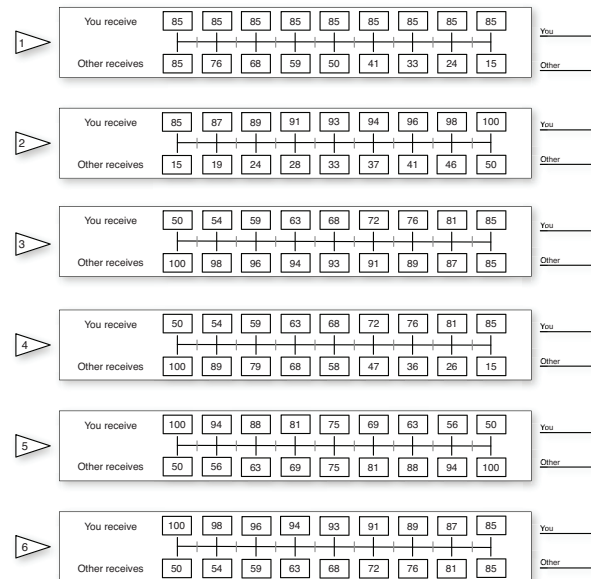 You receive 85 85 85 85 85 85 85 85 85
You
1
Other receives 85 76 68 59 50 41 33 24 15
Other
You receive 85 87 89 91 93 94 96 98 100
You
2
Other receives 15 19 24 28 33 37 41 46 50
Other
You receive 50 54 59 63 68 72 76 81 85
You
3
Other receives 100 98 96 94 93 91 89 87 85
Other
You receive 50 54 59 63 68 72 76 81 85
You
4
Other receives 100 89 79 68 58 47 36 26 15
Other
You receive 100 94 88 81 75 69 63 56 50
You
5
Other receives 50 56 63 69 75 81 88 94 100
Other
You receive 100 98 96 94 93 91 89 87 85
You
6
Other receives 50 54 59 63 68 72 76 81 85
Other